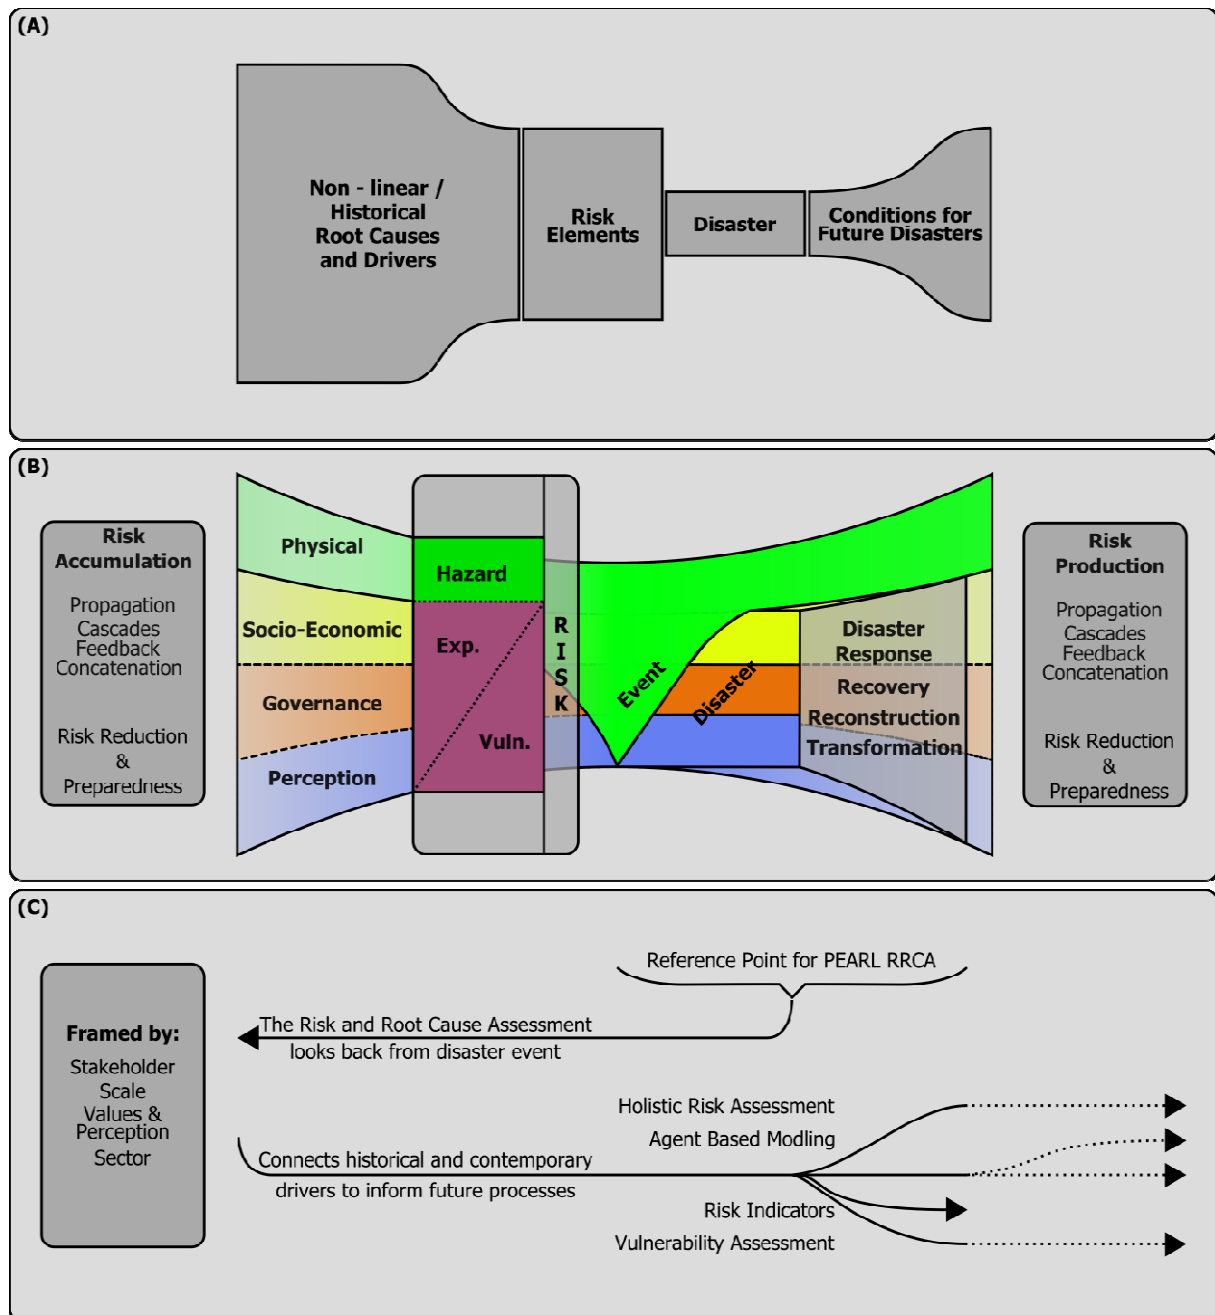 (A)
Non - linear /
Historical
Root Causes
and Drivers
Risk
Elements
Disaster
Conditions for
Future Disasters
(B)
Risk
Accumulation
Propagation
Cascades
Feedback
Concatenation
Risk Reduction
&
Preparedness
Physical
Socio-Economic
Governance
Perception
Hazard
Exp.
Vuln.
R
I
S
K
Event
Disaster
Disaster
Response
Recovery
Reconstruction
Transformation
Risk
Production
Propagation
Cascades
Feedback
Concatenation
Risk Reduction
&
Preparedness
(C)
Framed by:
Stakeholder
Scale
Values &
Perception
Sector
Reference Point for PEARL RRCA
The Risk and Root Cause Assessment
looks back from disaster event
Connects historical and contemporary
drivers to inform future processes
Holistic Risk Assessment
Agent Based Modling
Risk Indicators
Vulnerability Assessment